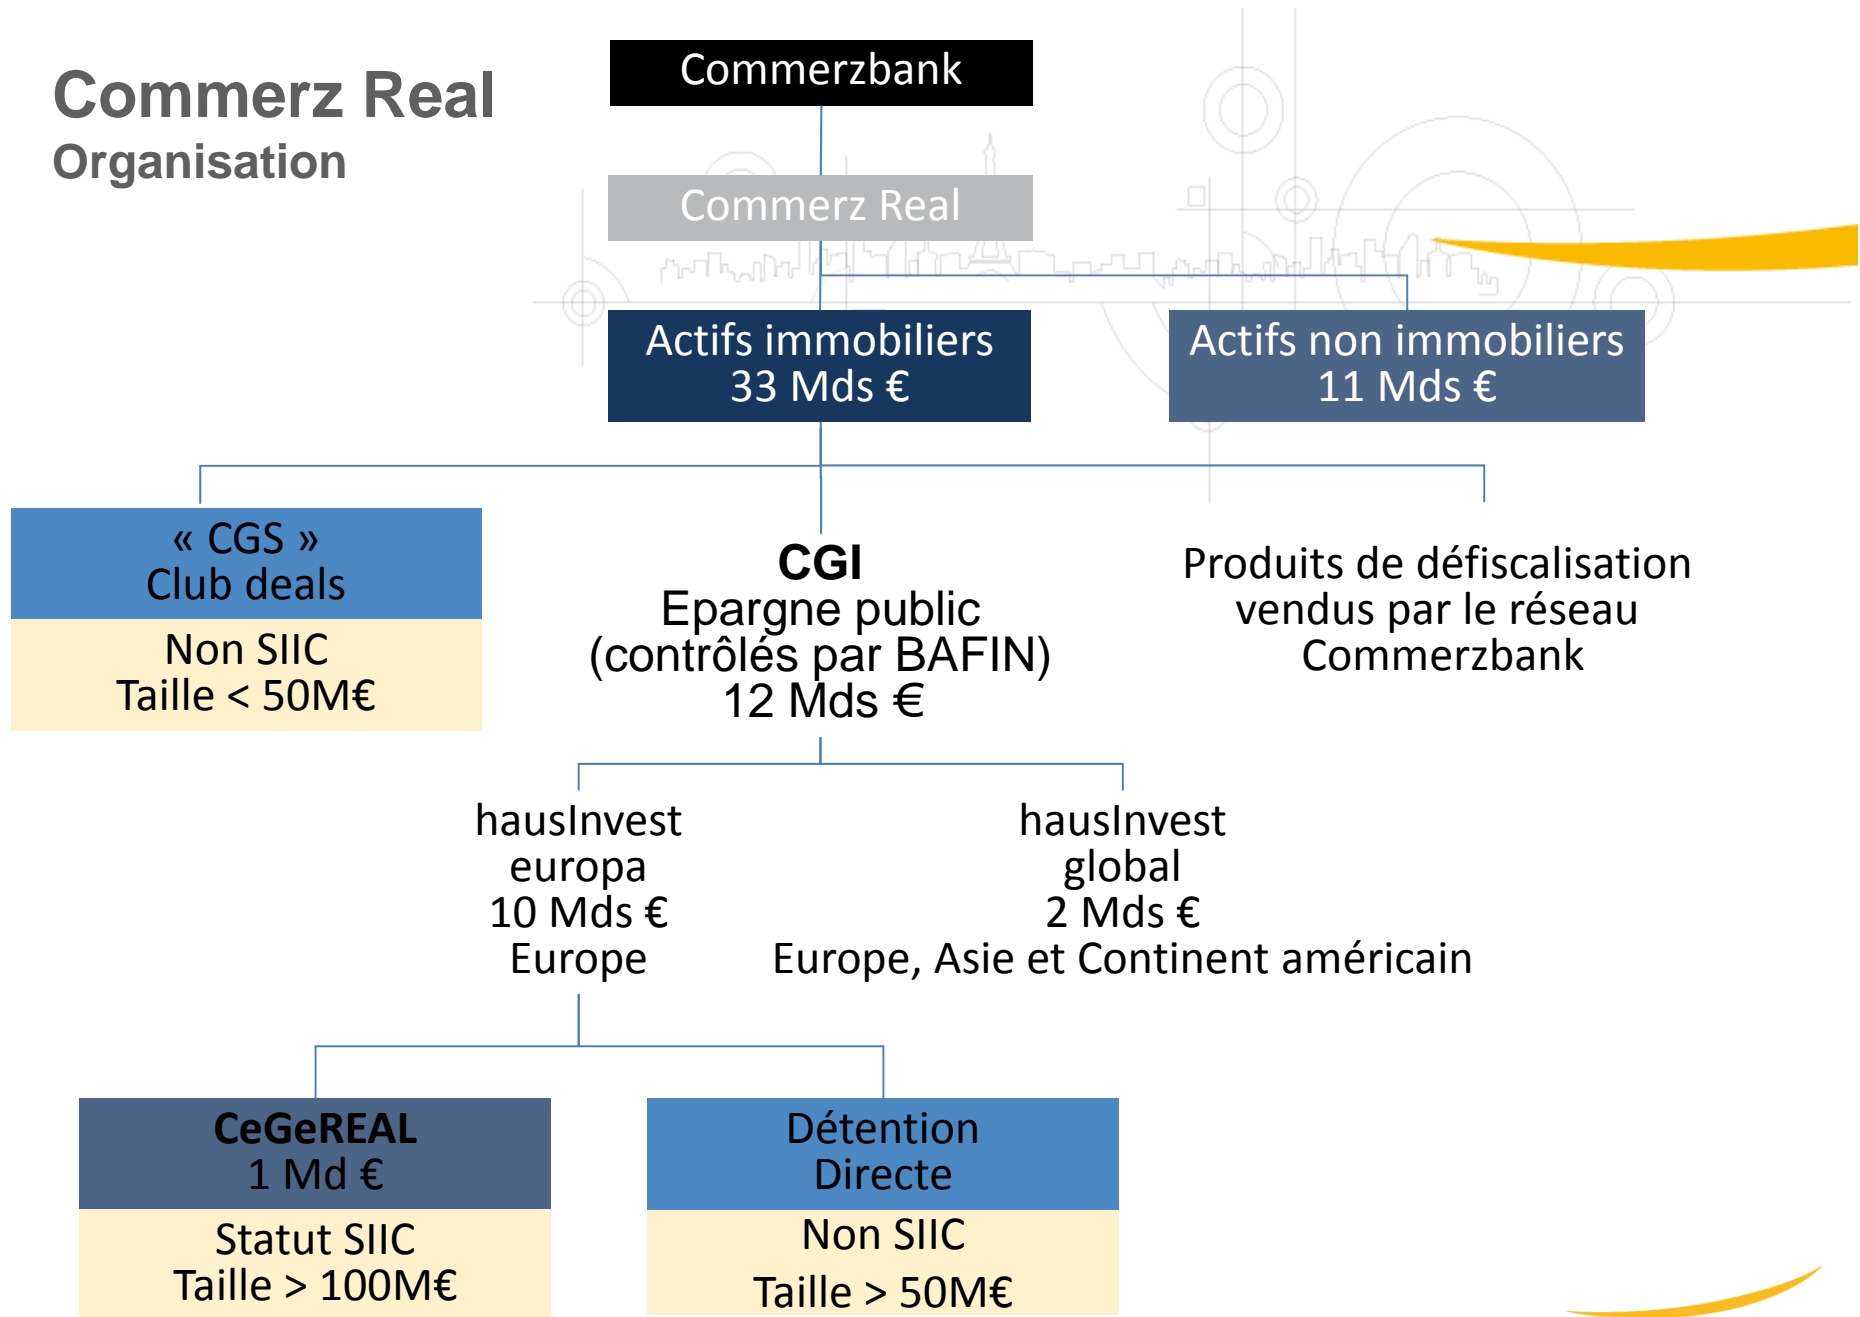 Commerz Real
Organisation
Commerzbank
Commerz Real
Actifs immobiliers
33 Mds €
Actifs non immobiliers
11 Mds €
« CGS »
Club deals
Non SIIC
Taille < 50M€
CGI
Epargne public
(contrôlés par BAFIN)
12 Mds €
Produits de défiscalisation
vendus par le réseau
Commerzbank
hausInvest
europa
10 Mds €
Europe
hausInvest
global
2 Mds €
Europe, Asie et Continent américain
CeGeREAL
1 Md €
Statut SIIC
Taille > 100M€
Détention
Directe
Non SIIC
Taille > 50M€